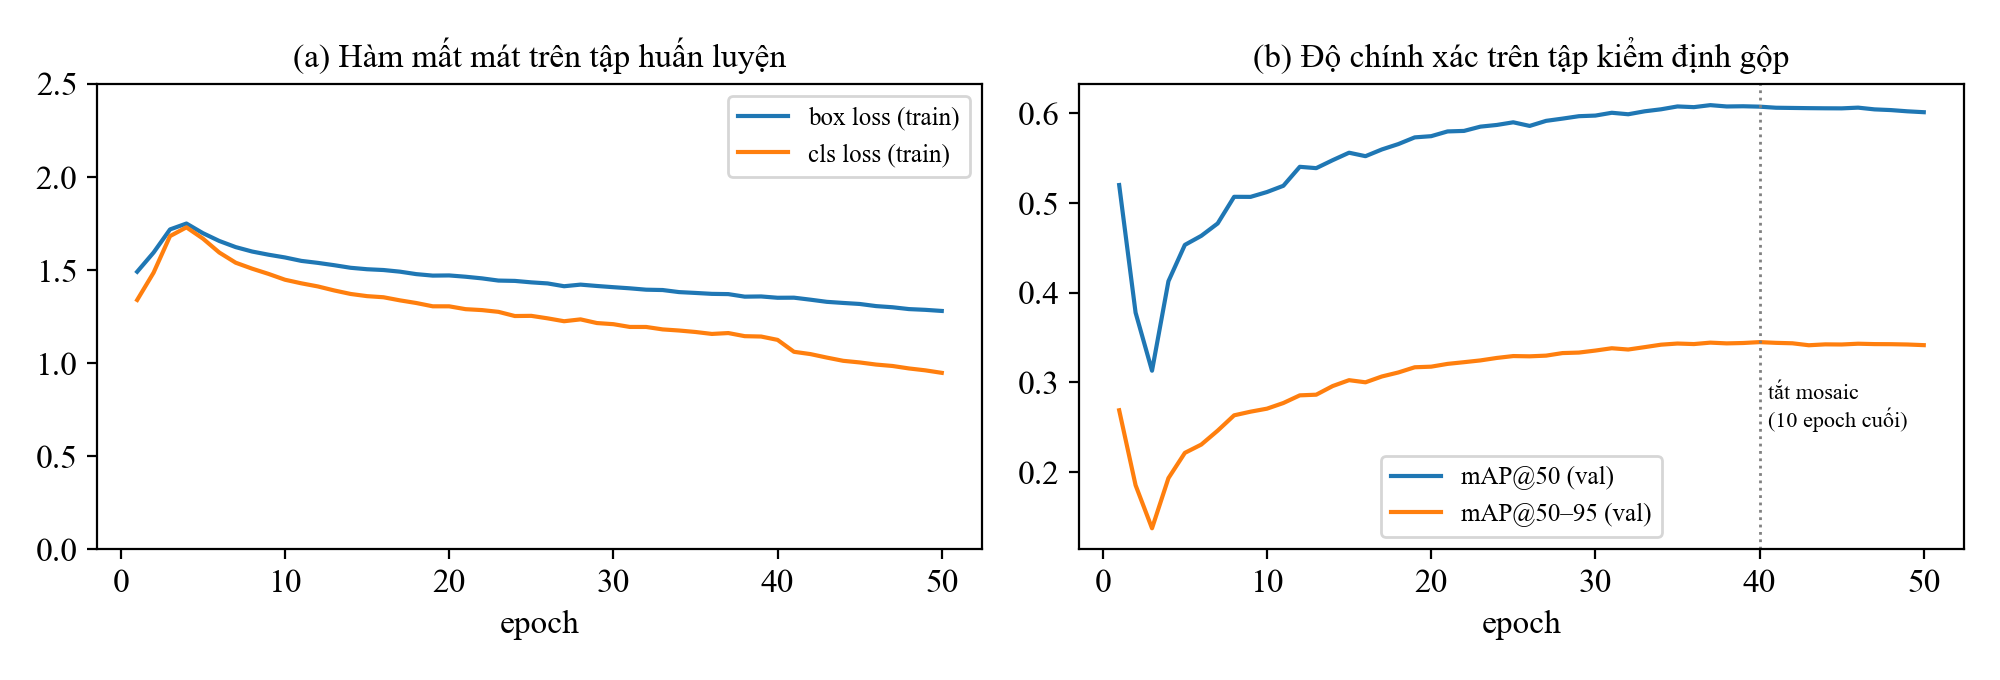 (a) Hàm mất mát trên tập huấn luyện
2.5
2.0
1.5
1.0
0.5
0.0
box loss (train)
cls loss (train)
0 10 20 30 40 50
epoch
(b) Độ chính xác trên tập kiểm định gộp
0.6
0.5
0.4
0.3
0.2
tắt mosaic
(10 epoch cuối)
mAP@50 (val)
mAP@50–95 (val)
0 10 20 30 40 50
epoch